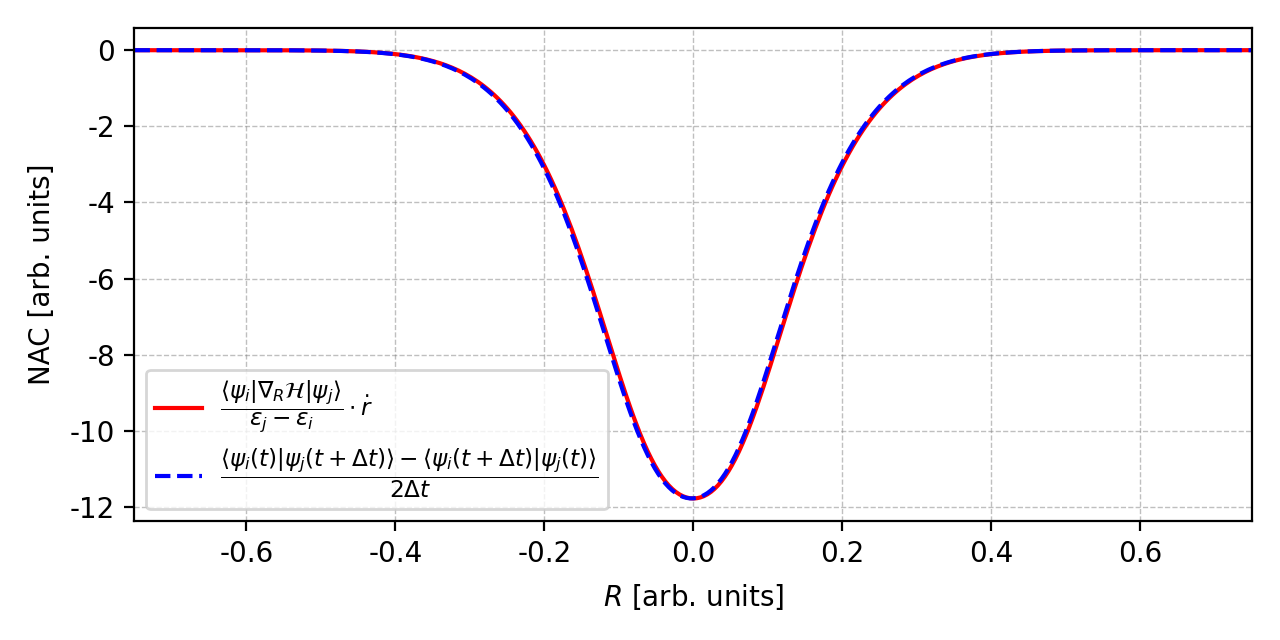 0
-2
-4
-6
-8
-10
-12
NAC [arb. units]
⟨ψᵢ|∇_R ℋ|ψⱼ⟩
εⱼ − εᵢ
· ṙ
⟨ψᵢ(t)|ψⱼ(t + Δt)⟩ − ⟨ψᵢ(t + Δt)|ψⱼ(t)⟩
2Δt
-0.6 -0.4 -0.2 0.0 0.2 0.4 0.6
R [arb. units]